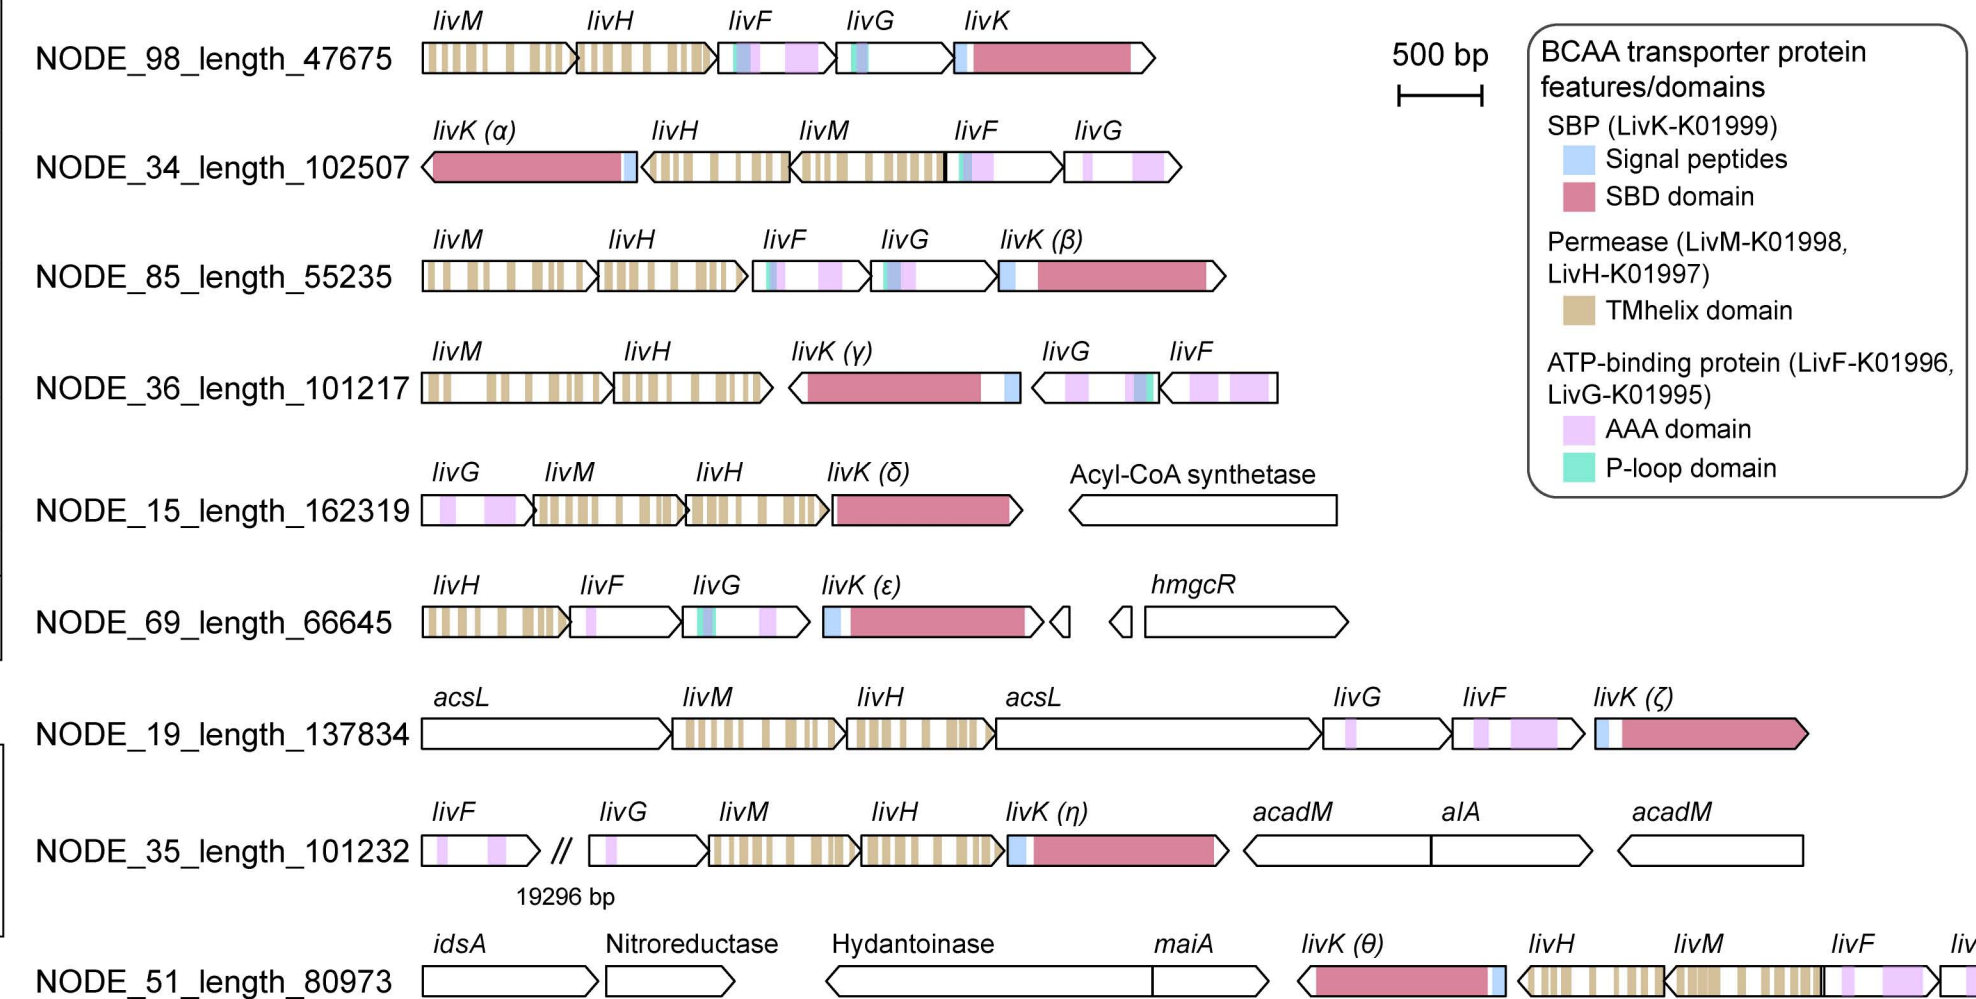 livM livH livF livG livK
NODE_98_length_47675
livK (α) livH livM livF livG
NODE_34_length_102507
livM livH livF livG livK (β)
NODE_85_length_55235
livM livH livK (γ) livG livF
NODE_36_length_101217
livG livM livH livK (δ) Acyl-CoA synthetase
NODE_15_length_162319
livH livF livG livK (ε) hmgcR
NODE_69_length_66645
acsL livM livH acsL livG livF livK (ζ)
NODE_19_length_137834
livF livG livM livH livK (η) acadM alA acadM
NODE_35_length_101232 //
19296 bp
idsA Nitroreductase Hydantoinase maiA livK (θ) livH livM livF liv
NODE_51_length_80973
500 bp
BCAA transporter protein
features/domains
SBP (LivK-K01999)
Signal peptides
SBD domain
Permease (LivM-K01998,
LivH-K01997)
TMhelix domain
ATP-binding protein (LivF-K01996,
LivG-K01995)
AAA domain
P-loop domain